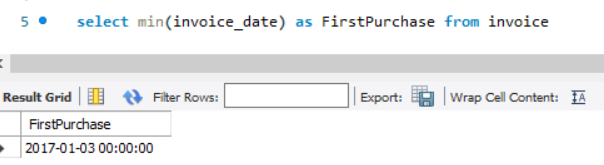 5 select min(invoice_date) as FirstPurchase from invoice
Result Grid Filter Rows: Export: Wrap Cell Content: IA
FirstPurchase
2017-01-03 00:00:00